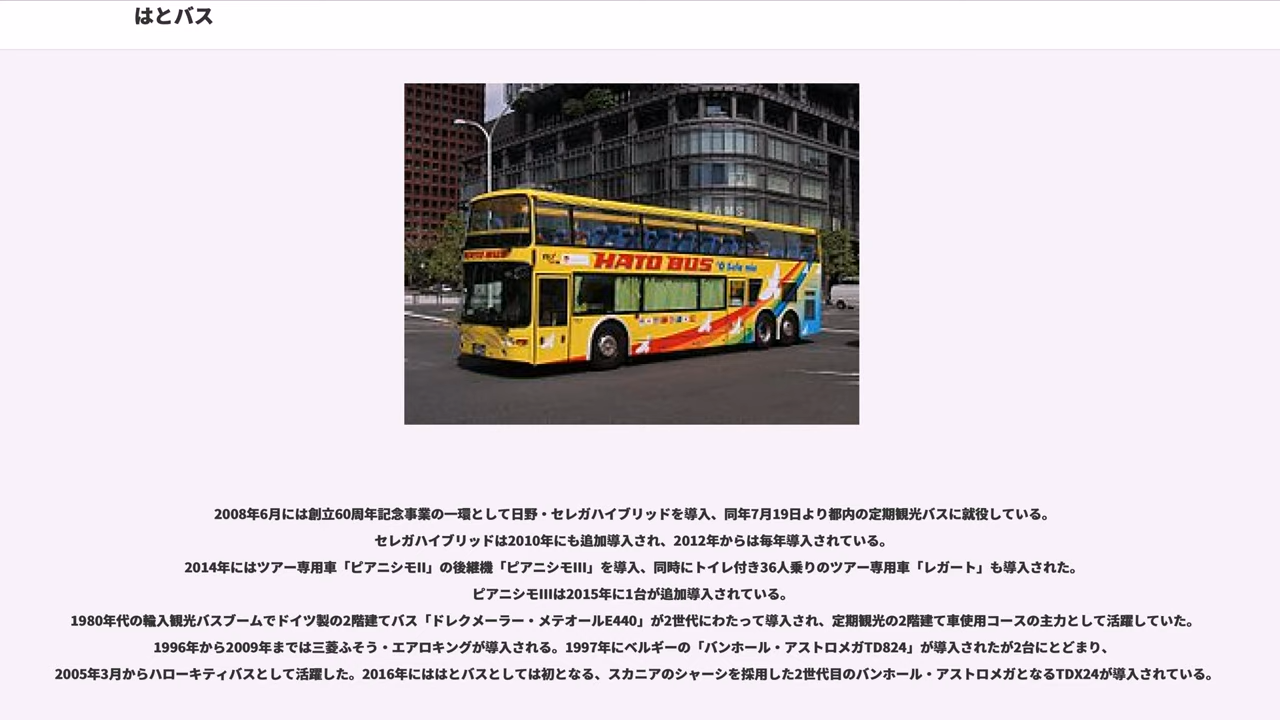 はとバス
AMS
HATO BUS
HATO BUS
'O Sole mio
2008年6月には創立60周年記念事業の一環として日野・セレガハイブリッドを導入、同年7月19日より都内の定期観光バスに就役している。
セレガハイブリッドは2010年にも追加導入され、2012年からは毎年導入されている。
2014年にはツアー専用車「ピアニシモII」の後継機「ピアニシモIII」を導入、同時にトイレ付き36人乗りのツアー専用車「レガート」も導入された。
ピアニシモIIIは2015年に1台が追加導入されている。
1980年代の輸入観光バスブームでドイツ製の2階建てバス「ドレクメーラー・メテオールE440」が2世代にわたって導入され、定期観光の2階建て車使用コースの主力として活躍していた。
1996年から2009年までは三菱ふそう・エアロキングが導入される。1997年にベルギーの「バンホール・アストロメガTD824」が導入されたが2台にとどまり、
2005年3月からハローキティバスとして活躍した。2016年にははとバスとしては初となる、スカニアのシャーシを採用した2世代目のバンホール・アストロメガとなるTDX24が導入されている。